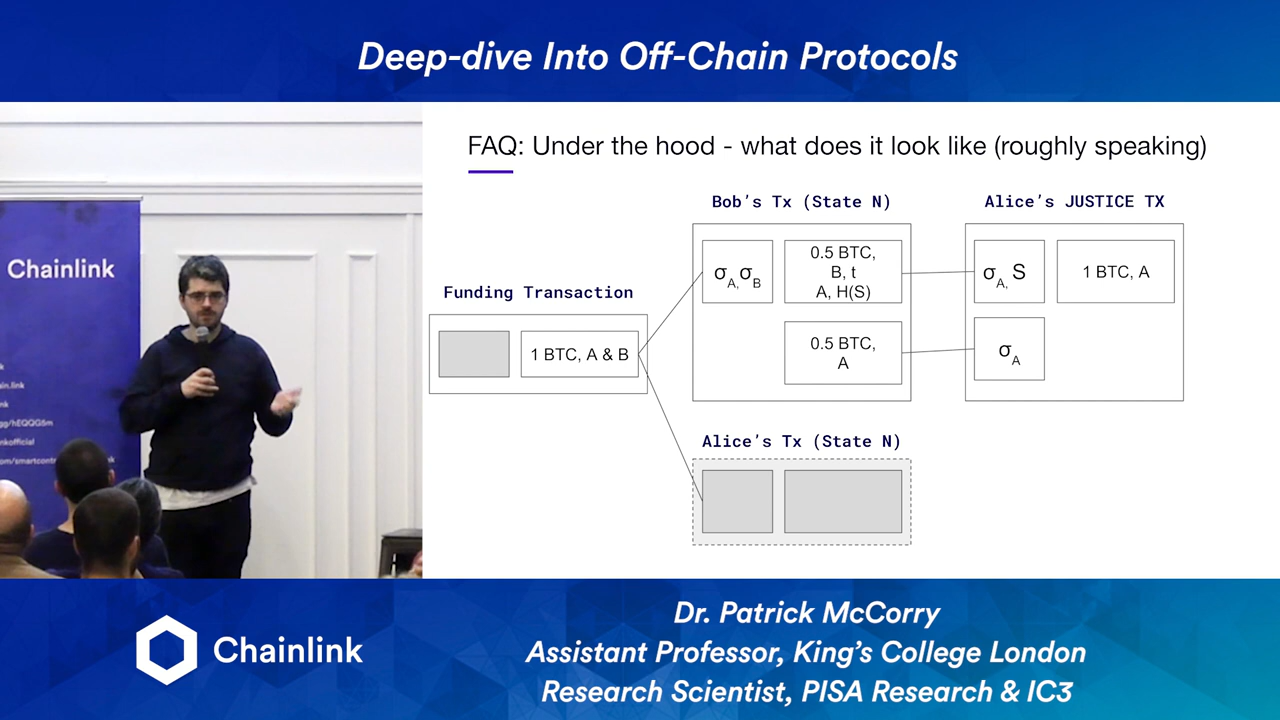 Deep-dive Into Off-Chain Protocols
Chainlink
FAQ: Under the hood - what does it look like (roughly speaking)
Bob's Tx (State N)
Alice's JUSTICE TX
σA, σB
0.5 BTC,
B, t
A, H(S)
σA, S
1 BTC, A
Funding Transaction
1 BTC, A & B
0.5 BTC,
A
σA
Alice's Tx (State N)
Chainlink
Dr. Patrick McCorry
Assistant Professor, King's College London
Research Scientist, PISA Research & IC3